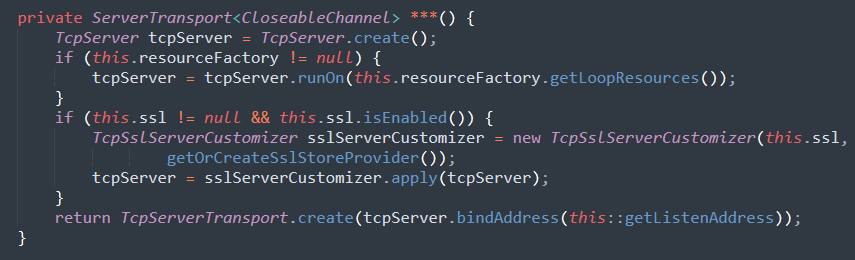 private ServerTransport<CloseableChannel> ***() {
TcpServer tcpServer = TcpServer.create();
if (this.resourceFactory != null) {
tcpServer = tcpServer.runOn(this.resourceFactory.getLoopResources());
}
if (this.ssl != null && this.ssl.isEnabled()) {
TcpSslServerCustomizer sslServerCustomizer = new TcpSslServerCustomizer(this.ssl,
getOrCreateSslStoreProvider());
tcpServer = sslServerCustomizer.apply(tcpServer);
}
return TcpServerTransport.create(tcpServer.bindAddress(this::getListenAddress));
}